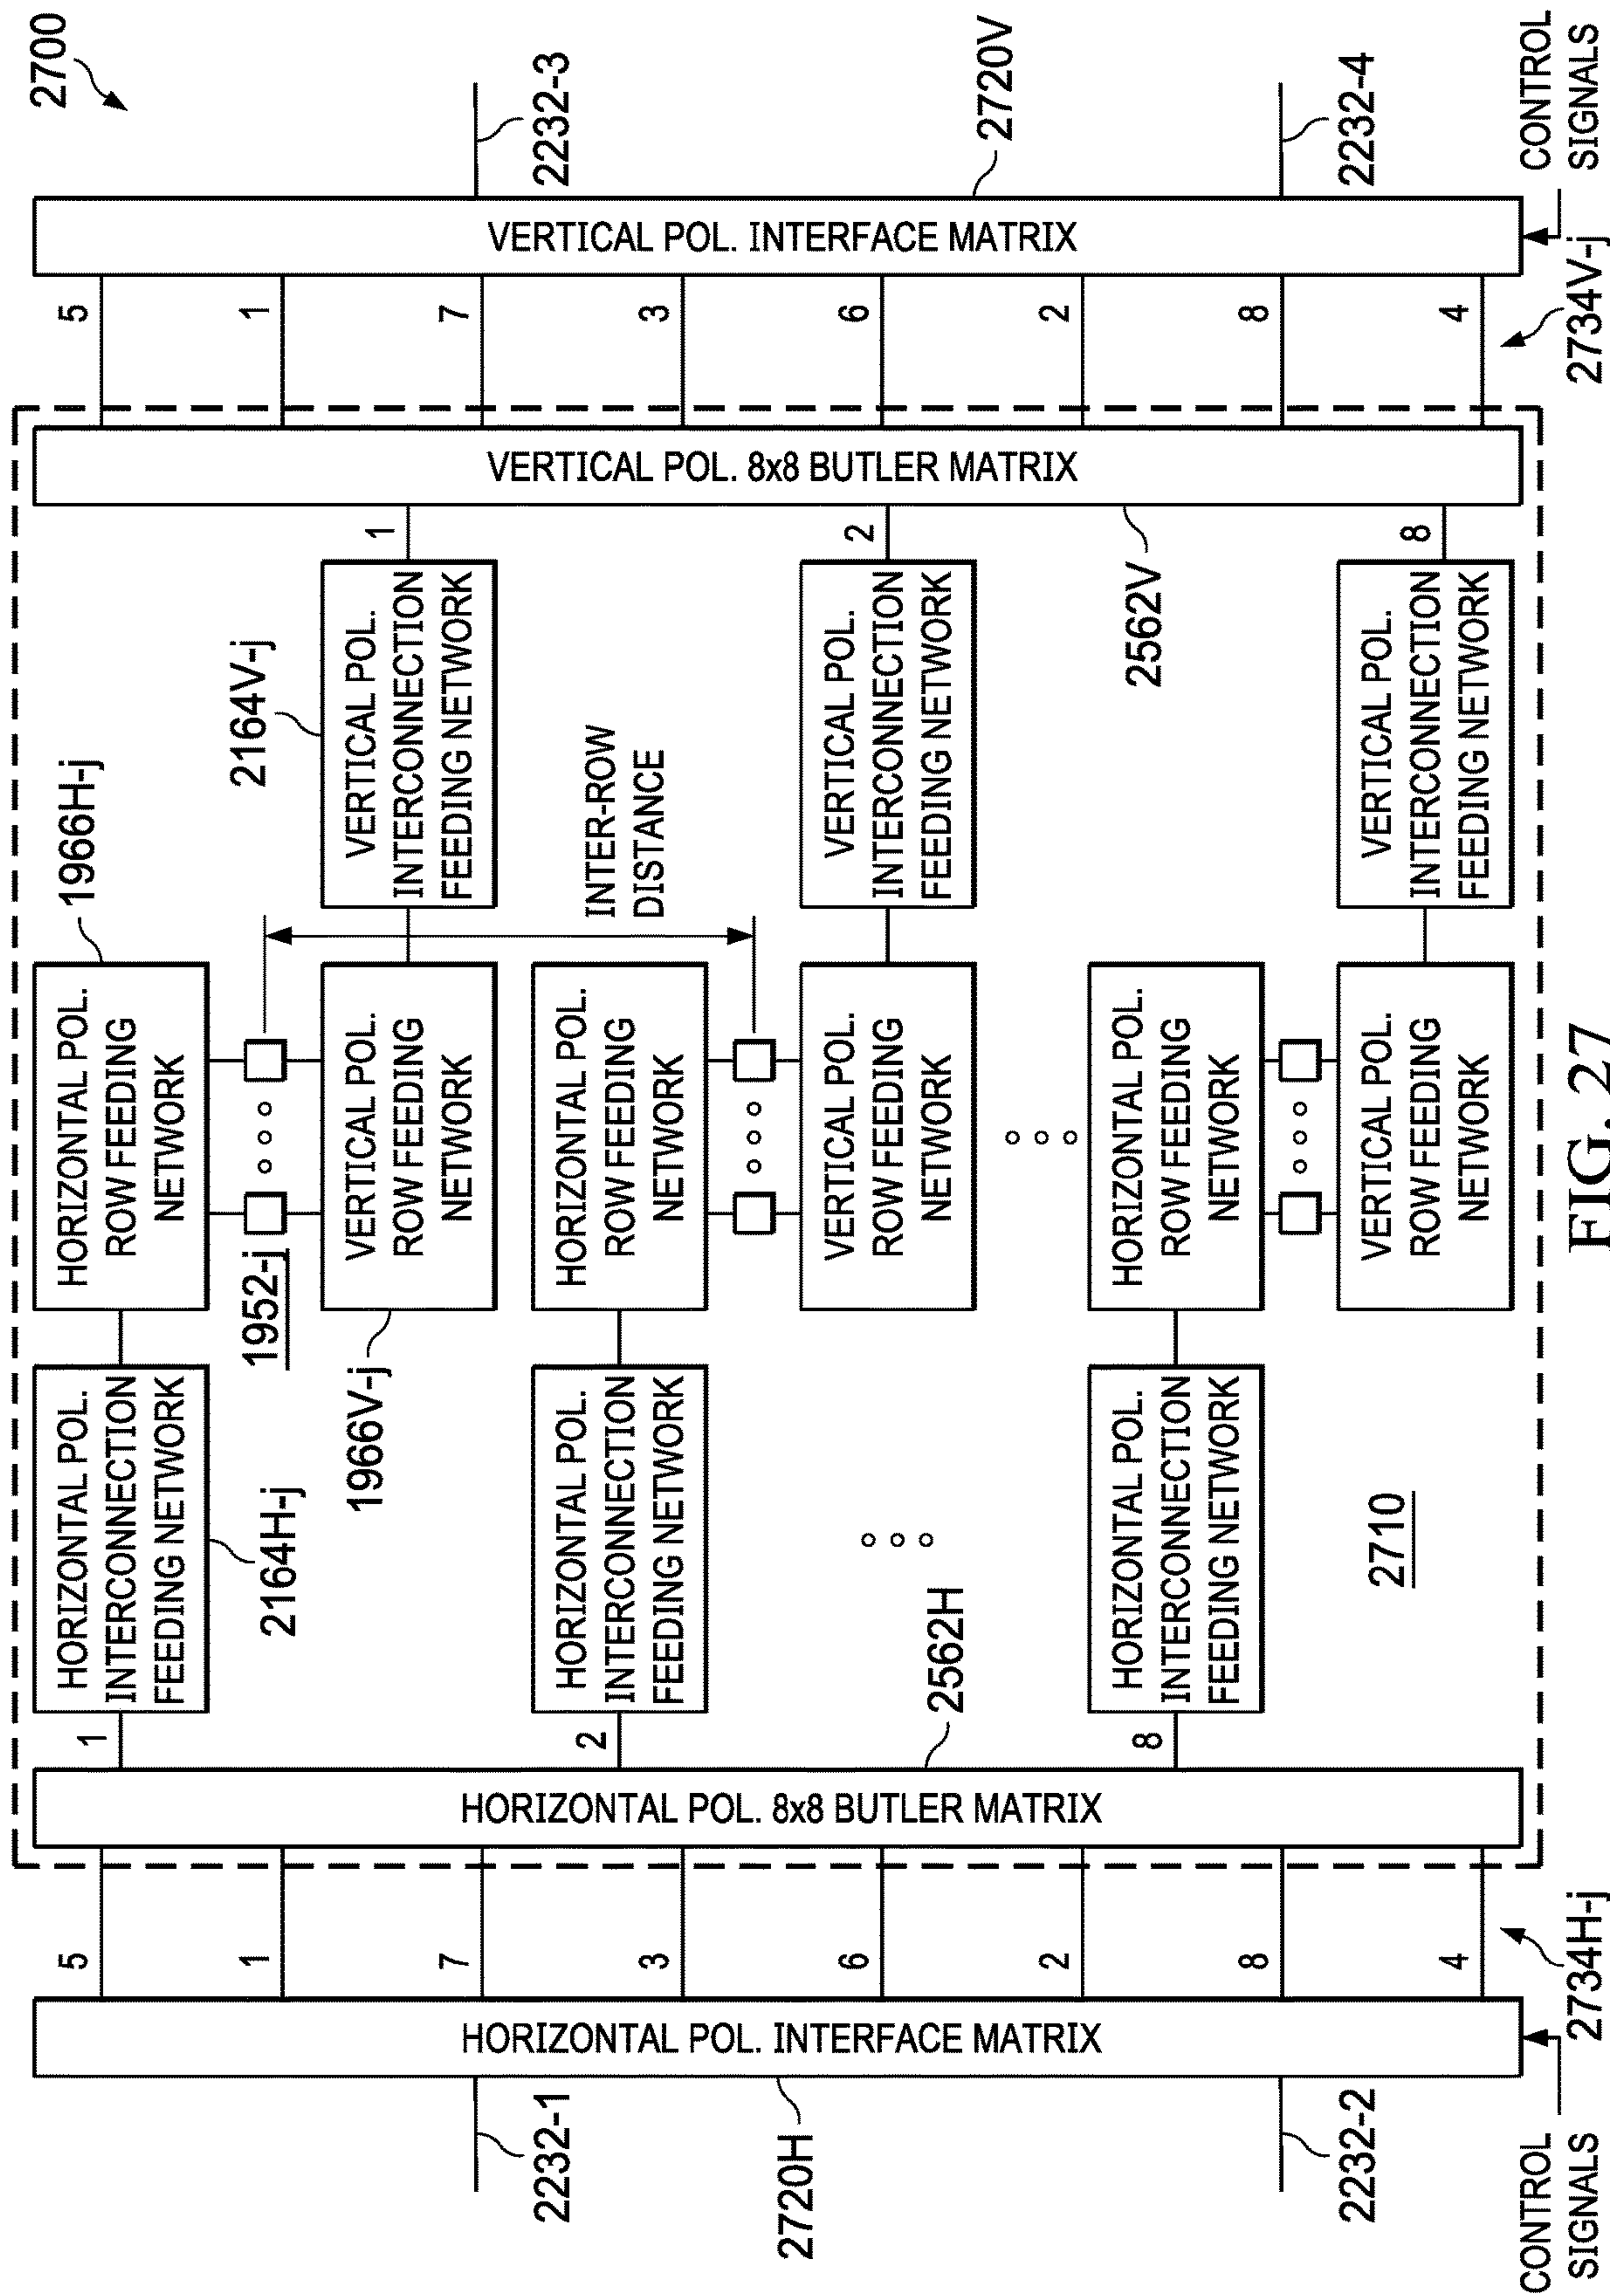 2700
HORIZONTAL POL. INTERFACE MATRIX
2232-1
2720H
2232-2
CONTROL
SIGNALS
5
1
7
3
6
2
8
4
2734H-j
HORIZONTAL POL. 8x8 BUTLER MATRIX
2562H
1
2
8
HORIZONTAL POL.
INTERCONNECTION
FEEDING NETWORK
2164H-j
HORIZONTAL POL.
INTERCONNECTION
FEEDING NETWORK
HORIZONTAL POL.
INTERCONNECTION
FEEDING NETWORK
2710
HORIZONTAL POL.
ROW FEEDING
NETWORK
1966H-j
1952-j
VERTICAL POL.
ROW FEEDING
NETWORK
1966V-j
HORIZONTAL POL.
ROW FEEDING
NETWORK
VERTICAL POL.
ROW FEEDING
NETWORK
HORIZONTAL POL.
ROW FEEDING
NETWORK
VERTICAL POL.
ROW FEEDING
NETWORK
INTER-ROW
DISTANCE
2164V-j
VERTICAL POL.
INTERCONNECTION
FEEDING NETWORK
VERTICAL POL.
INTERCONNECTION
FEEDING NETWORK
VERTICAL POL.
INTERCONNECTION
FEEDING NETWORK
1
2
8
2562V
VERTICAL POL. 8x8 BUTLER MATRIX
5
1
7
3
6
2
8
4
2734V-j
VERTICAL POL. INTERFACE MATRIX
2232-3
2720V
2232-4
CONTROL
SIGNALS
FIG. 27